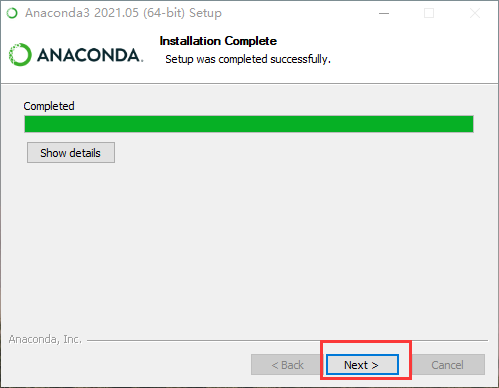 Anaconda3 2021.05 (64-bit) Setup
ANACONDA.
Installation Complete
Setup was completed successfully.
Completed
Show details
Anaconda, Inc.
< Back
Next >
Cancel